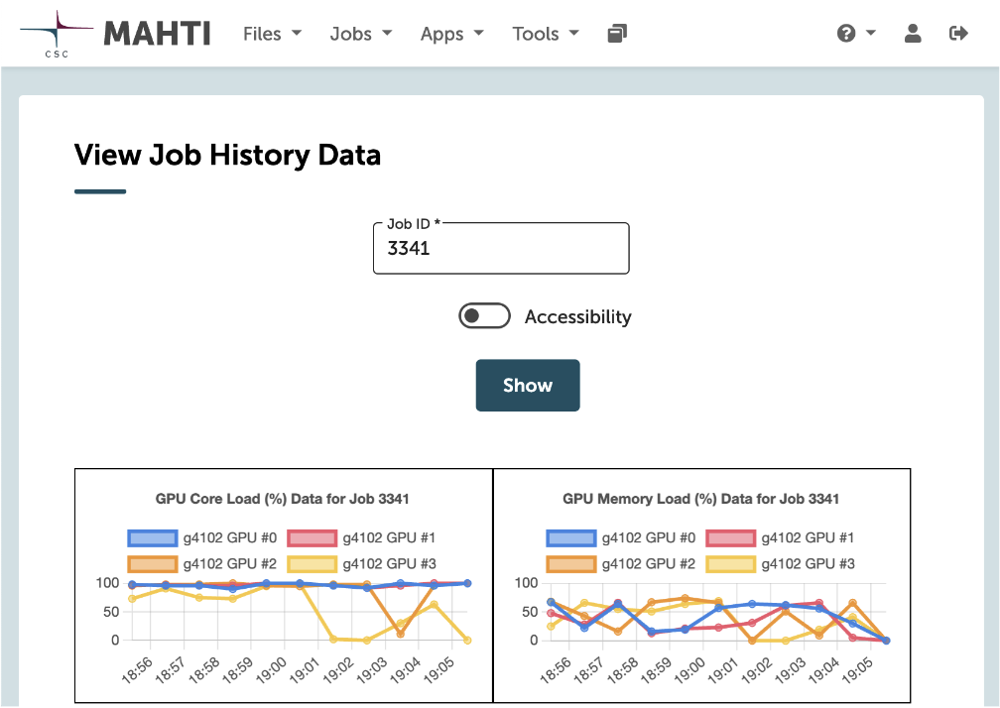 CSC
MAHTI Files Jobs Apps Tools
View Job History Data
Job ID *
3341
Accessibility
Show
GPU Core Load (%) Data for Job 3341
g4102 GPU #0 g4102 GPU #1
g4102 GPU #2 g4102 GPU #3
100
50
0
18:56 18:57 18:58 18:59 19:00 19:01 19:02 19:03 19:04 19:05
GPU Memory Load (%) Data for Job 3341
g4102 GPU #0 g4102 GPU #1
g4102 GPU #2 g4102 GPU #3
100
50
0
18:56 18:57 18:58 18:59 19:00 19:01 19:02 19:03 19:04 19:05